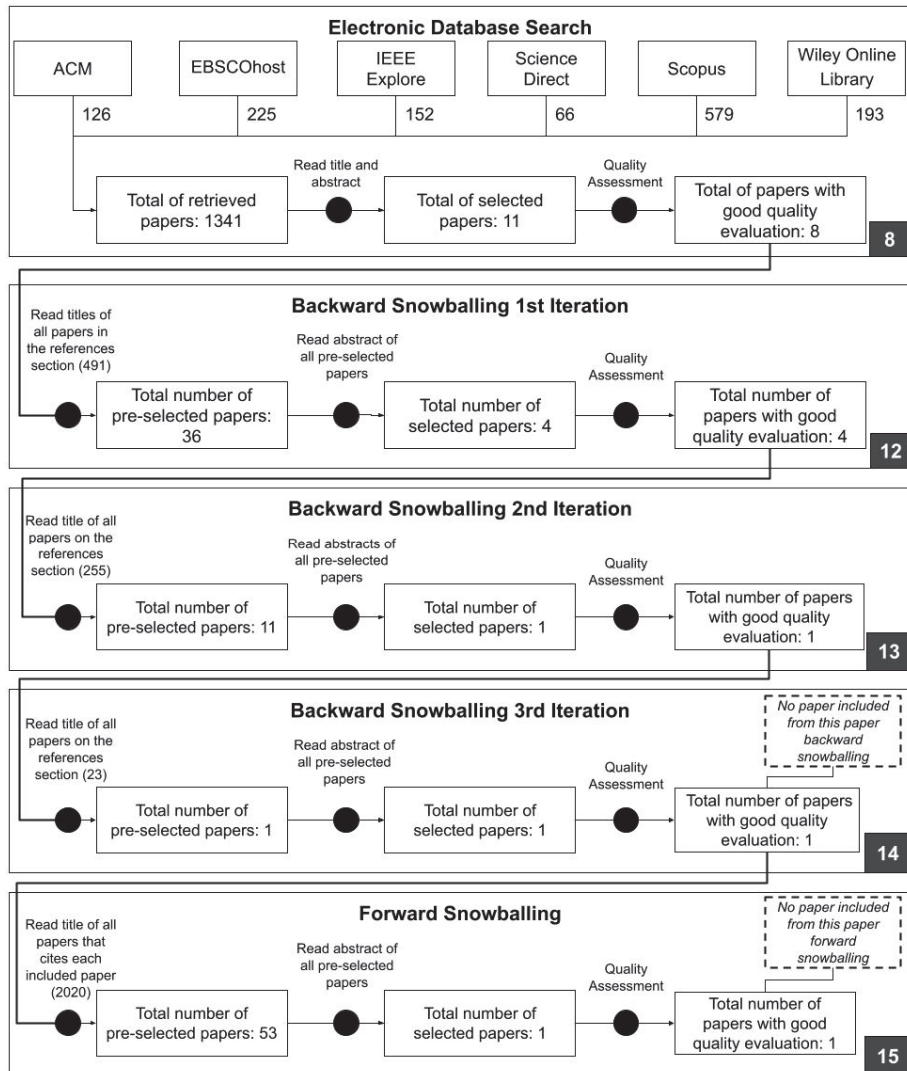 Electronic Database Search
ACM
EBSCOhost
IEEE
Explore
Science
Direct
Scopus
Wiley Online
Library
126
225
152
66
579
193
Read title and
abstract
Quality
Assessment
Total of retrieved
papers: 1341
Total of selected
papers: 11
Total of papers with
good quality
evaluation: 8
8
Backward Snowballing 1st Iteration
Read titles of
all papers in
the references
section (491)
Read abstract of
all pre-selected
papers
Quality
Assessment
Total number of
pre-selected papers:
36
Total number of
selected papers: 4
Total number of
papers with good
quality evaluation: 4
12
Backward Snowballing 2nd Iteration
Read title of all
papers on the
references
section (255)
Read abstracts of
all pre-selected
papers
Quality
Assessment
Total number of
pre-selected papers: 11
Total number of
selected papers: 1
Total number of papers
with good quality
evaluation: 1
13
Backward Snowballing 3rd Iteration
No paper included
from this paper
backward
snowballing
Read title of all
papers on the
references
section (23)
Read abstract of
all pre-selected
papers
Quality
Assessment
Total number of
pre-selected papers: 1
Total number of
selected papers: 1
Total number of papers
with good quality
evaluation: 1
14
Forward Snowballing
No paper included
from this paper
forward
snowballing
Read title of all
papers that
cites each
included paper
(2020)
Read abstract of
all pre-selected
papers
Quality
Assessment
Total number of
pre-selected papers: 53
Total number of
selected papers: 1
Total number of
papers with good
quality evaluation: 1
15